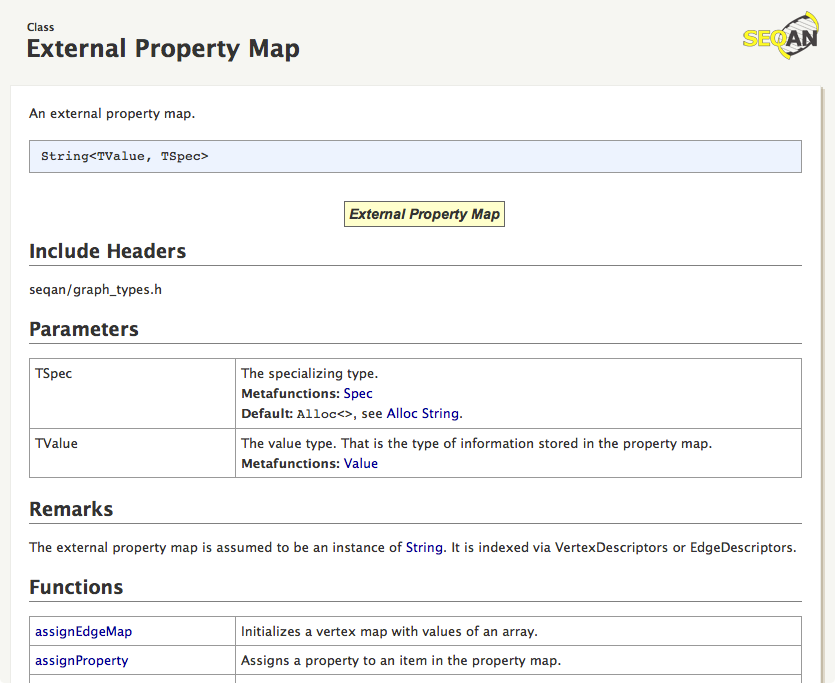 Class
External Property Map
SEQAN
An external property map.
String<TValue, TSpec>
External Property Map
Include Headers
seqan/graph_types.h
Parameters
TSpec
The specializing type.
Metafunctions: Spec
Default: Alloc<>, see Alloc String.
TValue
The value type. That is the type of information stored in the property map.
Metafunctions: Value
Remarks
The external property map is assumed to be an instance of String. It is indexed via VertexDescriptors or EdgeDescriptors.
Functions
assignEdgeMap
Initializes a vertex map with values of an array.
assignProperty
Assigns a property to an item in the property map.